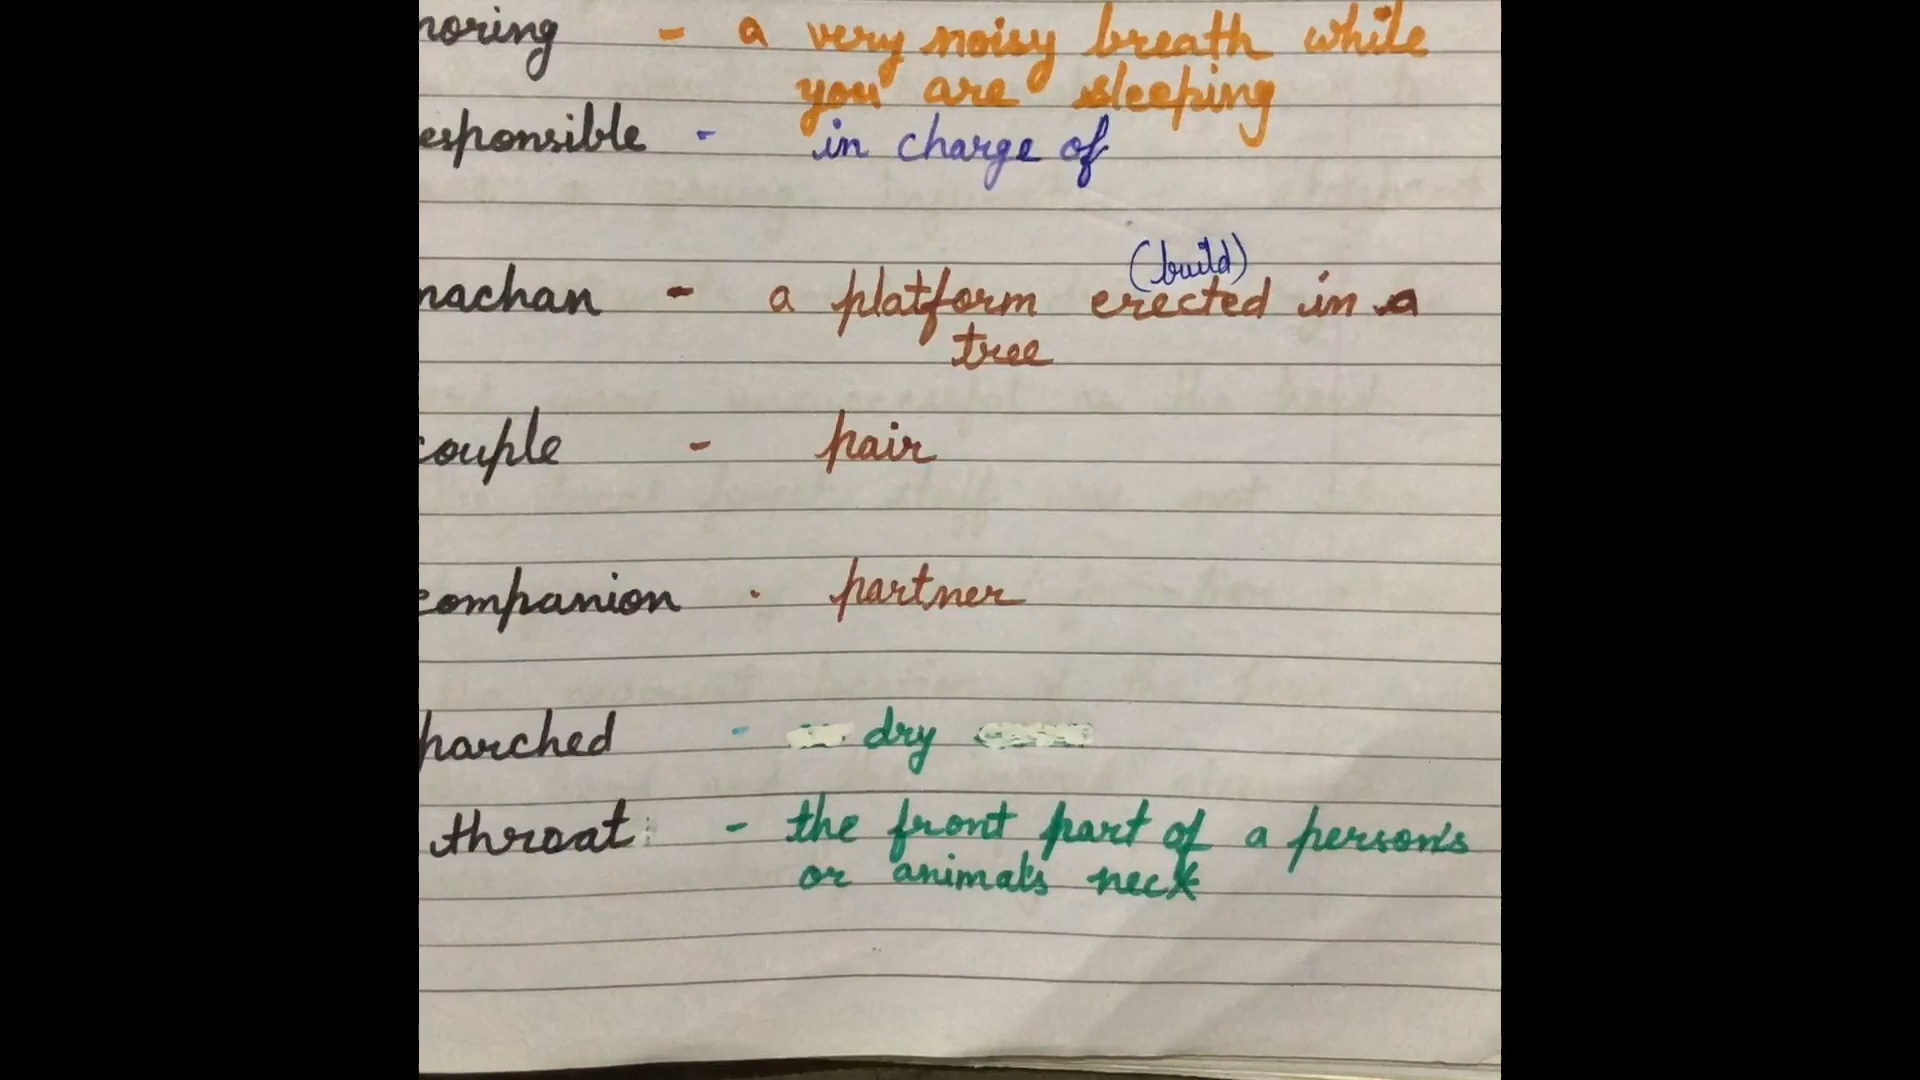 noring - a very noisy breath while
you are sleeping
esponsible - in charge of
(build)
machan - a platform erected in a
tree
couple - pair
companion - partner
parched - dry
throat - the front part of a person's
or animal's neck